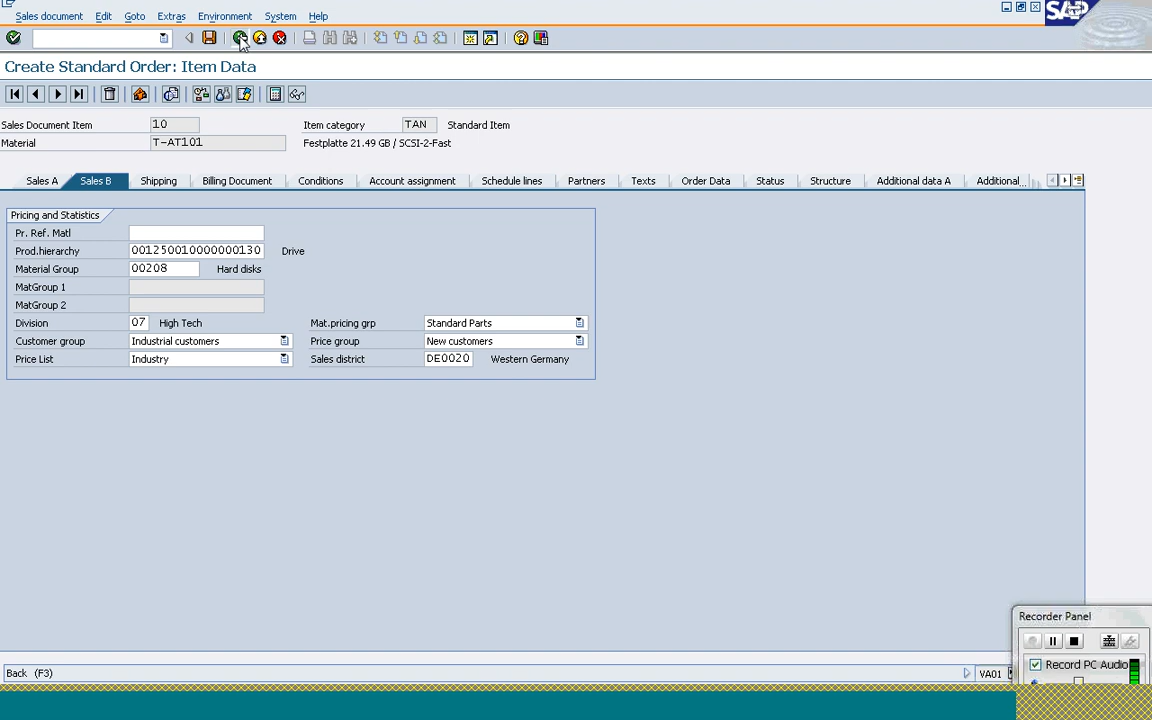 Sales document Edit Goto Extras Environment System Help
SAP
Create Standard Order: Item Data
Sales Document Item 10 Item category TAN Standard Item
Material T-AT101 Festplatte 21.49 GB / SCSI-2-Fast
Sales A Sales B Shipping Billing Document Conditions Account assignment Schedule lines Partners Texts Order Data Status Structure Additional data A Additional...
Pricing and Statistics
Pr. Ref. Matl
Prod.hierarchy 001250010000000130 Drive
Material Group 00208 Hard disks
MatGroup 1
MatGroup 2
Division 07 High Tech Mat.pricing grp Standard Parts
Customer group Industrial customers Price group New customers
Price List Industry Sales district DE0020 Western Germany
Recorder Panel
Record PC Audio
Back (F3) VA01